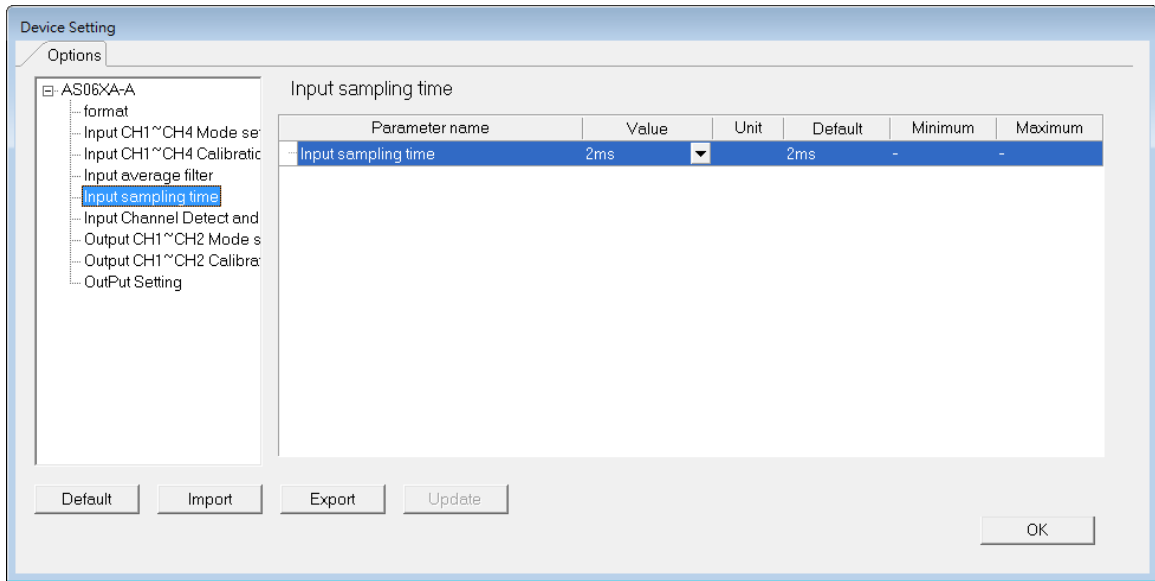 Device Setting
Options
AS06XA-A
format
Input CH1~CH4 Mode se
Input CH1~CH4 Calibratic
Input average filter
Input sampling time
Input Channel Detect and
Output CH1~CH2 Mode s
Output CH1~CH2 Calibra
OutPut Setting
Input sampling time
Parameter name Value Unit Default Minimum Maximum
Input sampling time 2ms 2ms - -
Default Import Export Update
OK